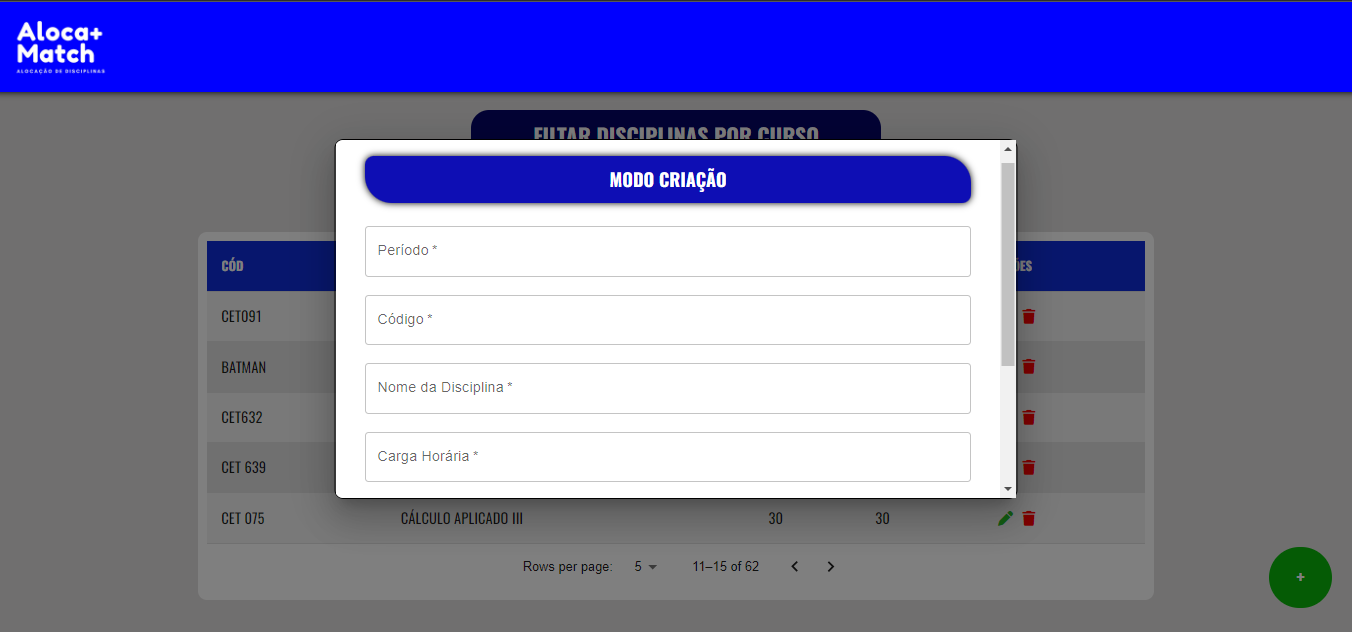 Aloca+
Match
ALOCAÇÃO DE DISCIPLINAS
FILTAR DISCIPLINAS POR CURSO
MODO CRIAÇÃO
Período *
Código *
Nome da Disciplina *
Carga Horária *
CÓD
ÕES
CET091
BATMAN
CET632
CET 639
CET 075 CÁLCULO APLICADO III 30 30
Rows per page: 5 11–15 of 62
+